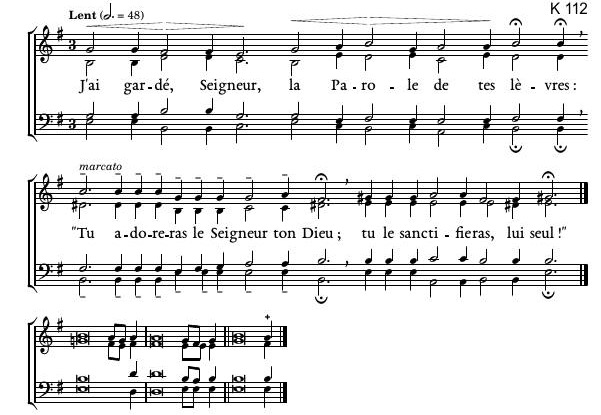 K 112
Lent (𝅗𝅥. = 48)
J'ai gar-dé, Seigneur, la Pa-ro-le de tes lè-vres:
marcato
"Tu a-do-re-ras le Seigneur ton Dieu; tu le sancti-fieras, lui seul!"